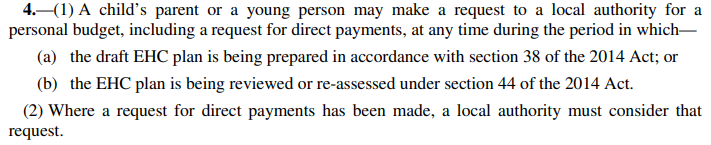 4.—(1) A child's parent or a young person may make a request to a local authority for a
personal budget, including a request for direct payments, at any time during the period in which—
(a) the draft EHC plan is being prepared in accordance with section 38 of the 2014 Act; or
(b) the EHC plan is being reviewed or re-assessed under section 44 of the 2014 Act.
(2) Where a request for direct payments has been made, a local authority must consider that
request.